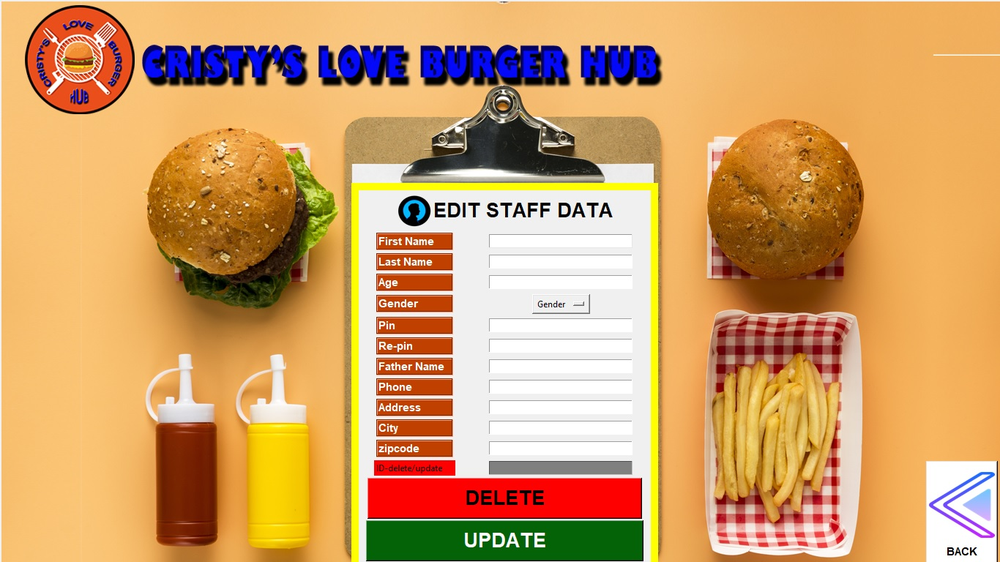 CRISTY'S LOVE BURGER HUB
CRISTY'S LOVE BURGER HUB
EDIT STAFF DATA
First Name
Last Name
Age
Gender Gender
Pin
Re-pin
Father Name
Phone
Address
City
zipcode
ID-delete/update
DELETE
UPDATE
BACK